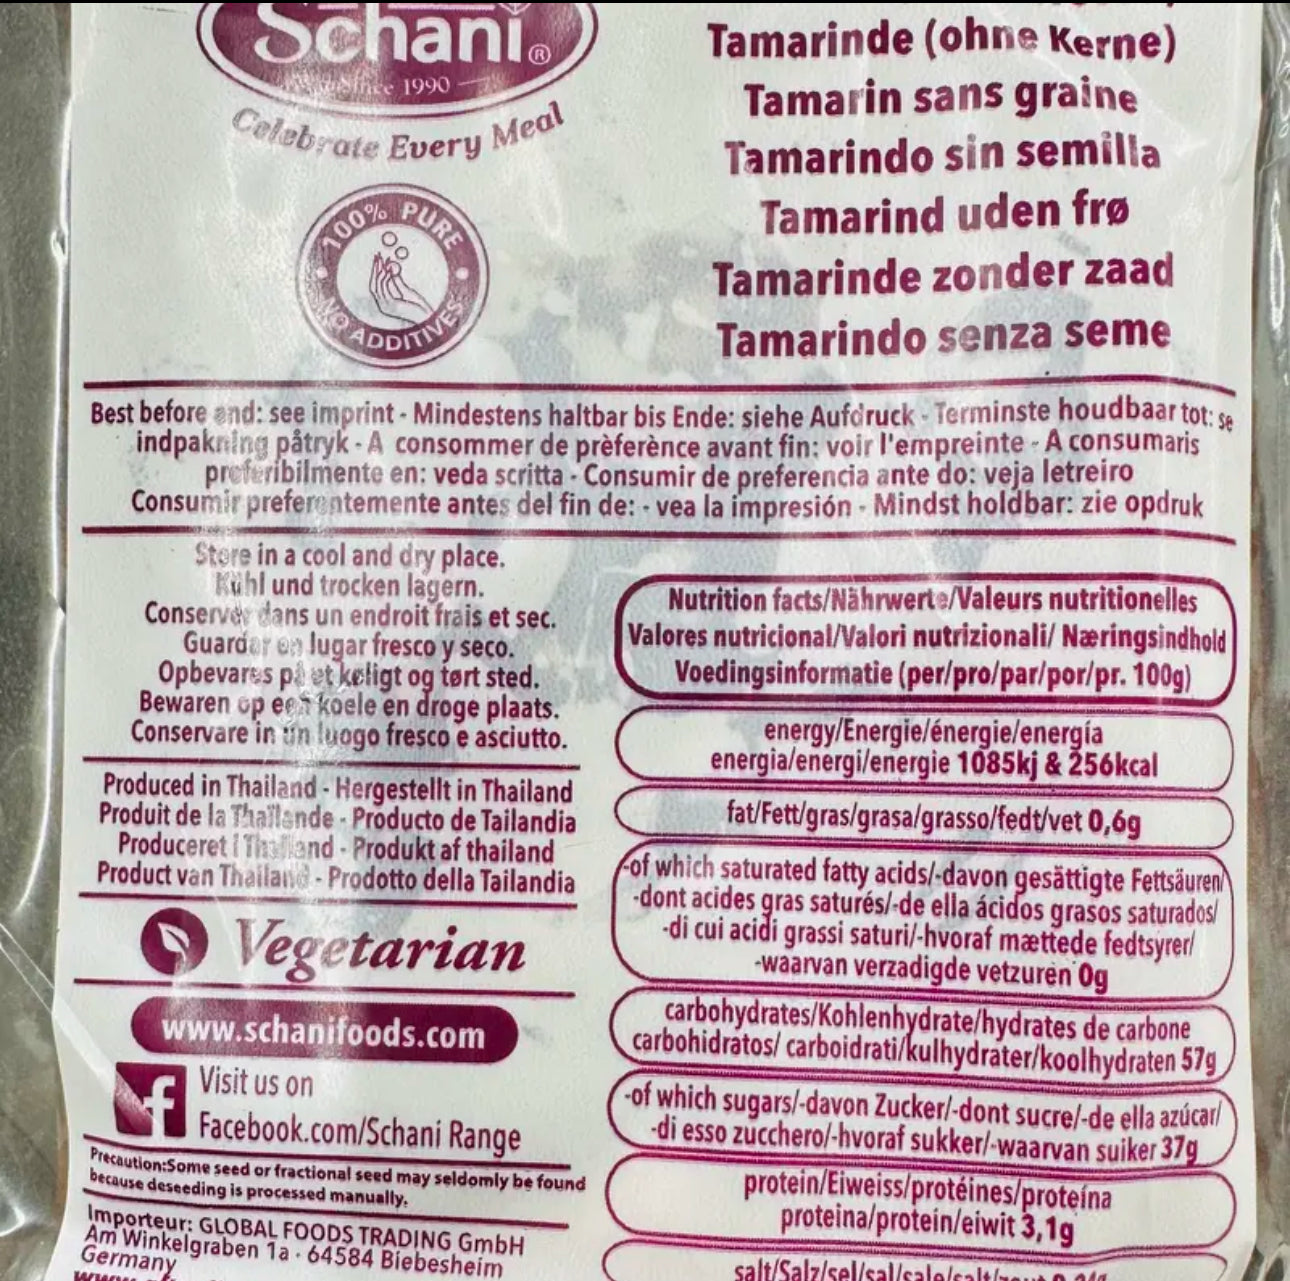 Schani®
Since 1990
Celebrate Every Meal
100% PURE
NO ADDITIVES
Tamarinde (ohne Kerne)
Tamarin sans graine
Tamarindo sin semilla
Tamarind uden frø
Tamarinde zonder zaad
Tamarindo senza seme
Best before end: see imprint - Mindestens haltbar bis Ende: siehe Aufdruck - Terminste houdbaar tot: se
indpakning påtryk - A consommer de prèferènce avant fin: voir l'empreinte - A consumaris
preferibilmente en: veda scritta - Consumir de preferencia ante do: veja letreiro
Consumir preferentemente antes del fin de: - vea la impresión - Mindst holdbar: zie opdruk
Store in a cool and dry place.
Kühl und trocken lagern.
Conserver dans un endroit frais et sec.
Guardar en lugar fresco y seco.
Opbevares på et køligt og tørt sted.
Bewaren op een koele en droge plaats.
Conservare in un luogo fresco e asciutto.
Produced in Thailand - Hergestellt in Thailand
Produit de la Thaïlande - Producto de Tailandia
Produceret i Thailand - Produkt af thailand
Product van Thailand - Prodotto della Tailandia
Vegetarian
www.schanifoods.com
f
Visit us on
Facebook.com/Schani Range
Precaution:Some seed or fractional seed may seldomly be found
because deseeding is processed manually.
Importeur: GLOBAL FOODS TRADING GmbH
Am Winkelgraben 1a · 64584 Biebesheim
Germany
Nutrition facts/Nährwerte/Valeurs nutritionelles
Valores nutricional/Valori nutrizionali/ Næringsindhold
Voedingsinformatie (per/pro/par/por/pr. 100g)
energy/Energie/énergie/energía
energia/energi/energie 1085kj & 256kcal
fat/Fett/gras/grasa/grasso/fedt/vet 0,6g
-of which saturated fatty acids/-davon gesättigte Fettsäuren/
-dont acides gras saturés/-de ella ácidos grasos saturados/
-di cui acidi grassi saturi/-hvoraf mættede fedtsyrer/
-waarvan verzadigde vetzuren 0g
carbohydrates/Kohlenhydrate/hydrates de carbone
carbohidratos/ carboidrati/kulhydrater/koolhydraten 57g
-of which sugars/-davon Zucker/-dont sucre/-de ella azúcar/
-di esso zucchero/-hvoraf sukker/-waarvan suiker 37g
protein/Eiweiss/protéines/proteína
proteina/protein/eiwit 3,1g
salt/Salz/sel/sal/sale/salt/